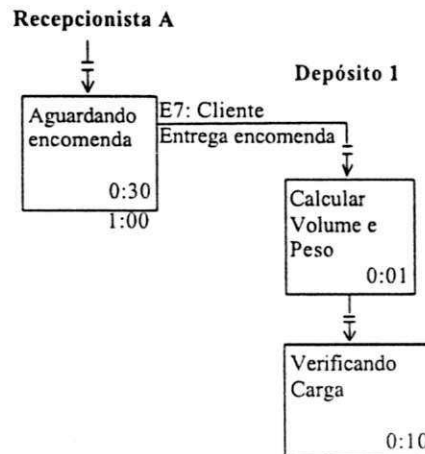 Recepcionista A
Aguardando
encomenda
0:30
1:00
E7: Cliente
Entrega encomenda
Depósito 1
Calcular
Volume e
Peso
0:01
Verificando
Carga
0:10